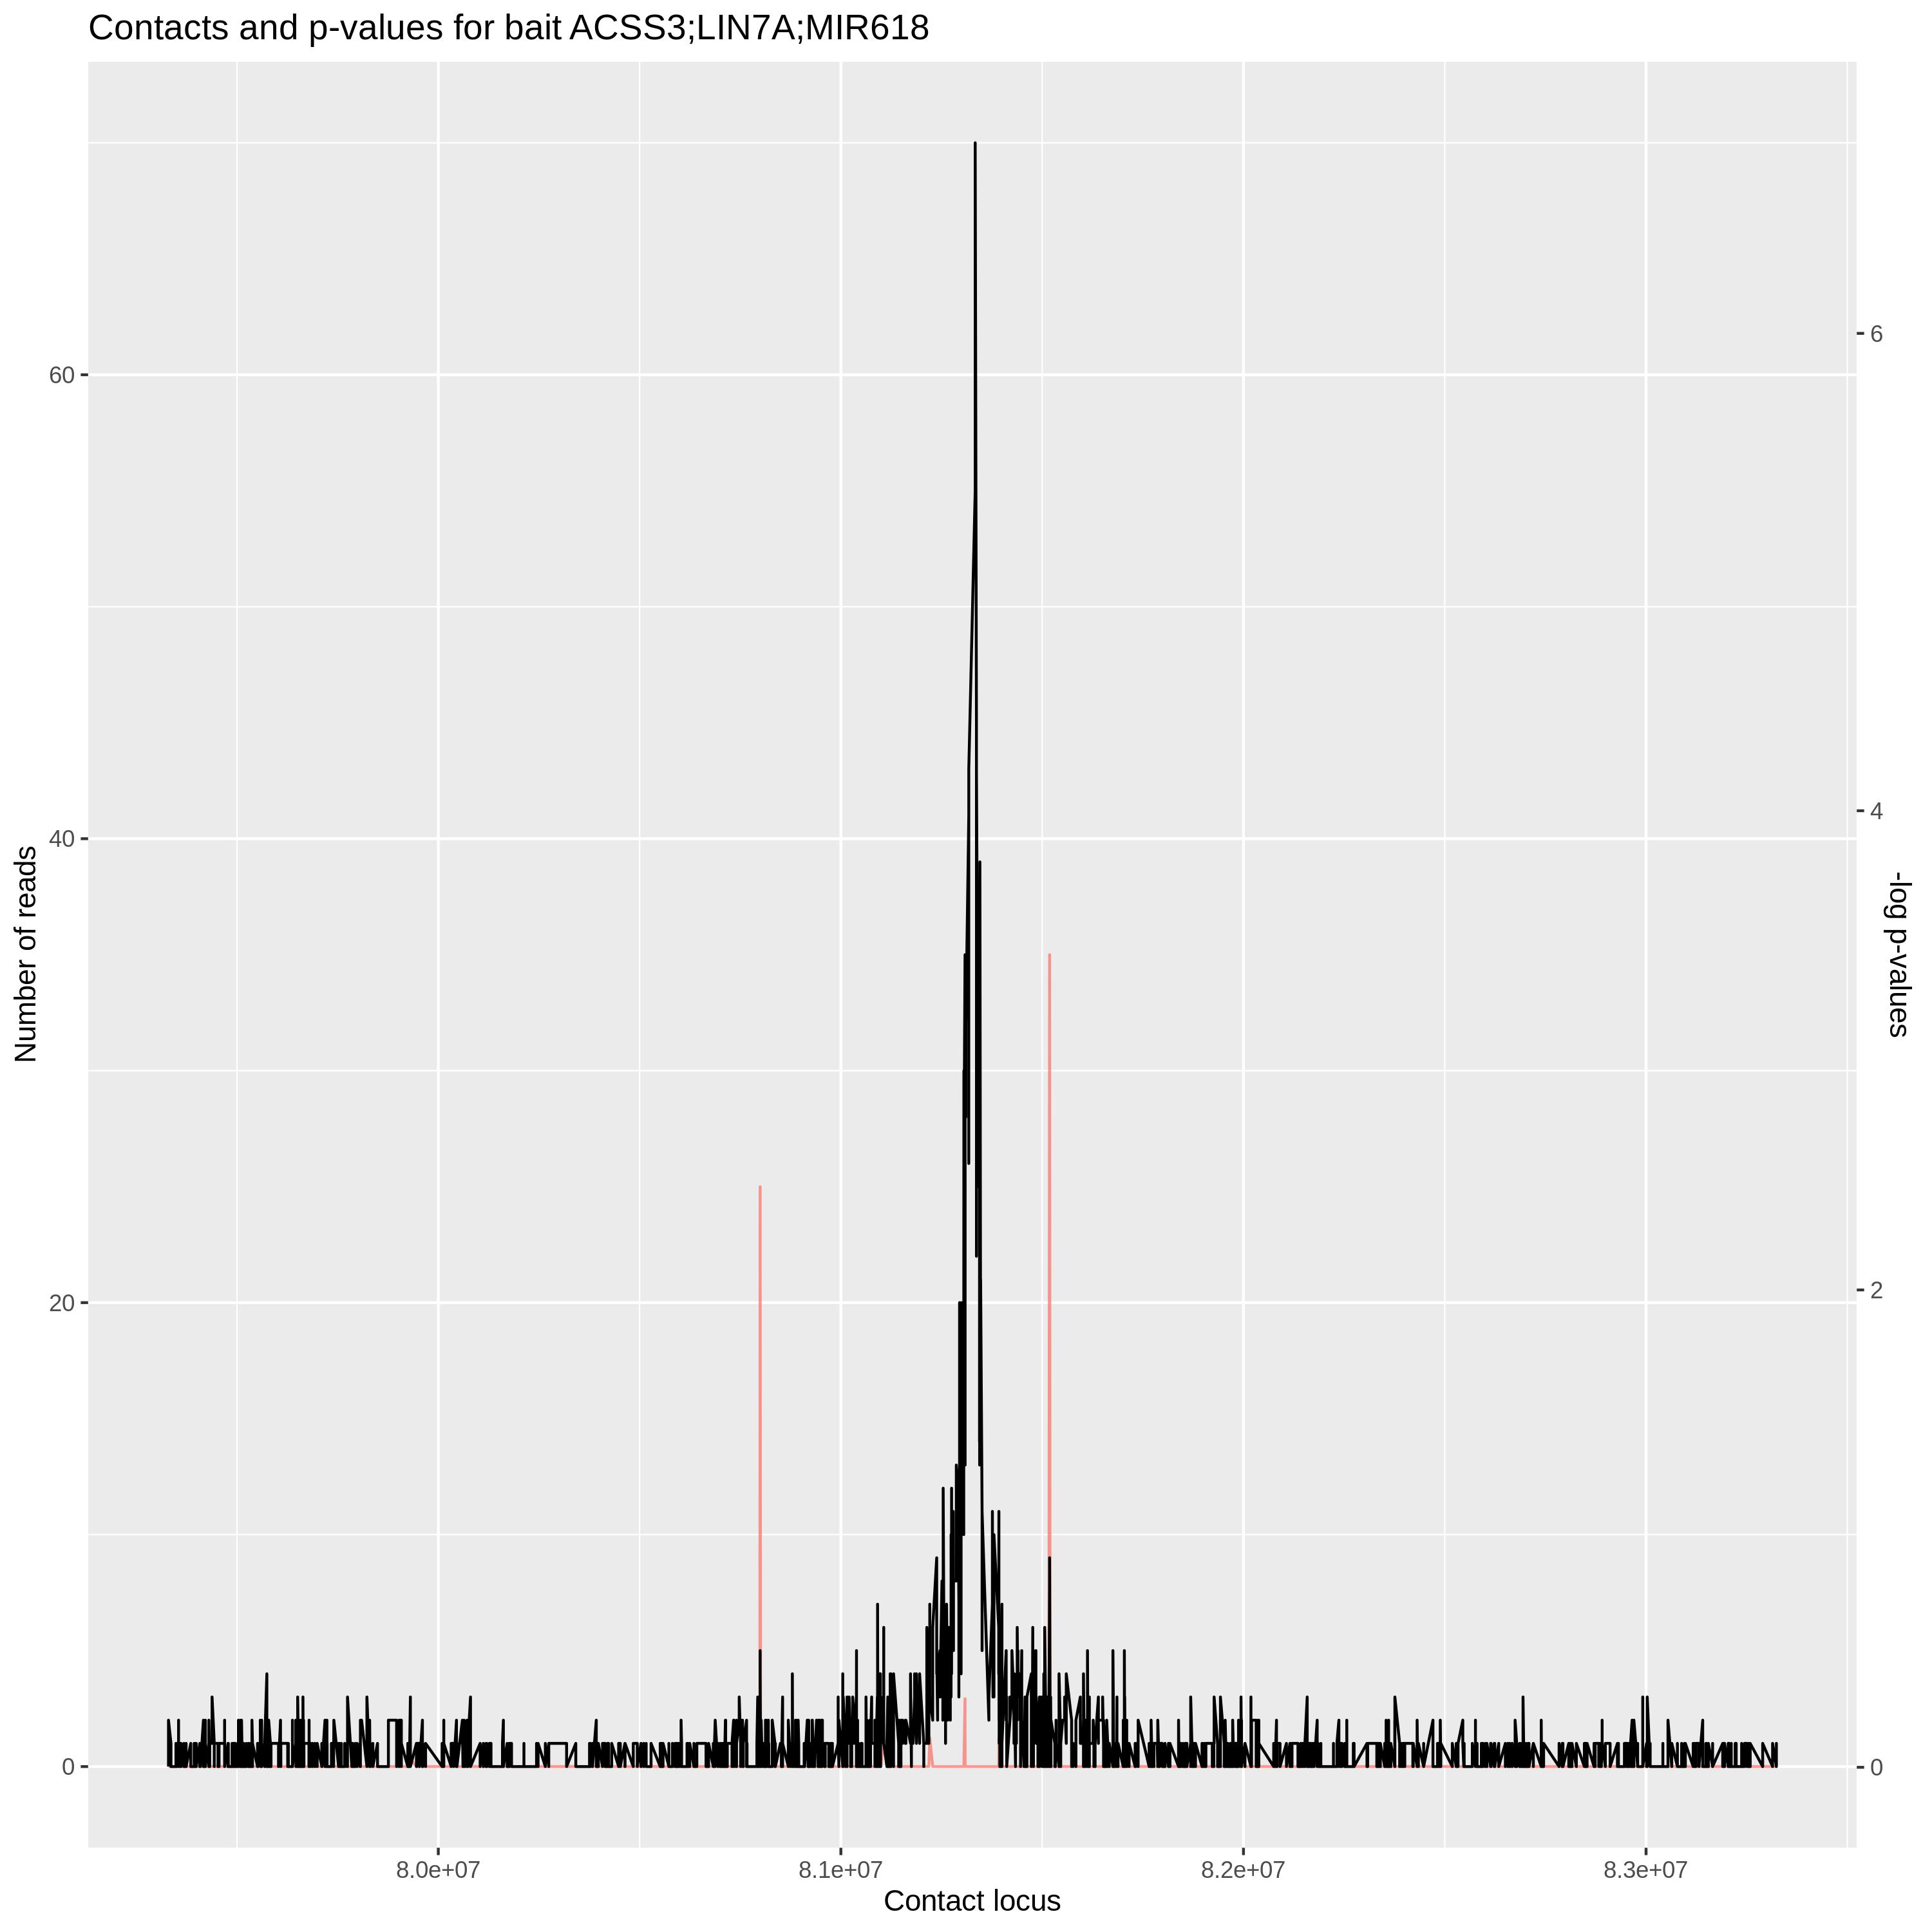 Contacts and p-values for bait ACSS3;LIN7A;MIR618
Number of reads
60
40
20
0
6
4
2
0
-log p-values
8.0e+07
8.1e+07
8.2e+07
8.3e+07
Contact locus